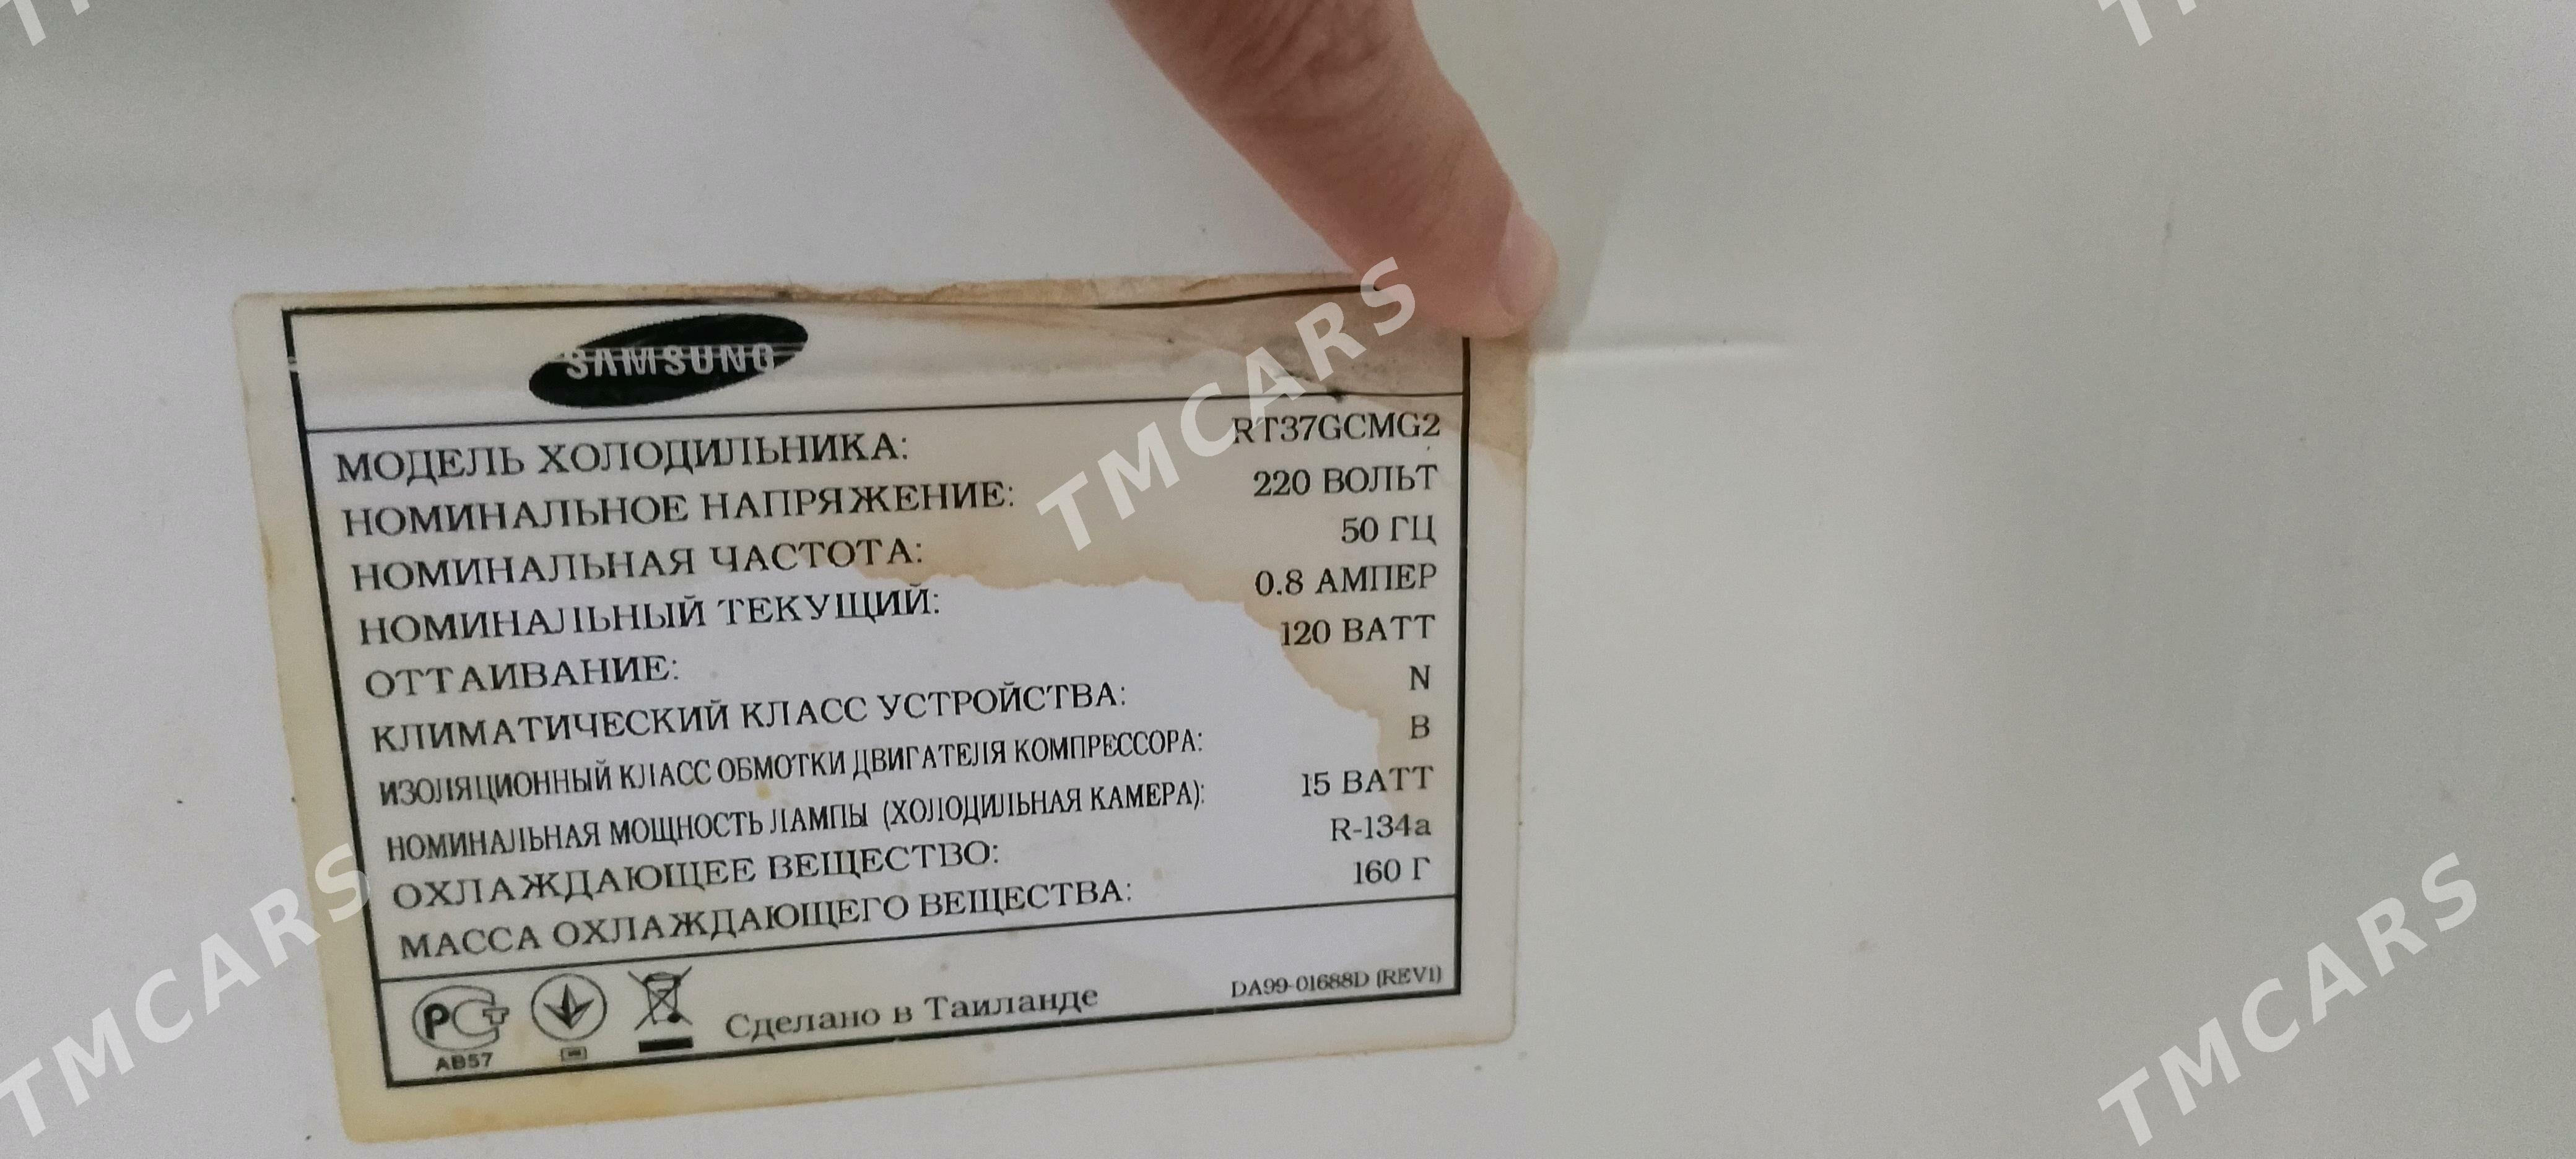 SAMSUNG
МОДЕЛЬ ХОЛОДИЛЬНИКА: RT37GCMG2
НОМИНАЛЬНОЕ НАПРЯЖЕНИЕ: 220 ВОЛЬТ
НОМИНАЛЬНАЯ ЧАСТОТА: 50 ГЦ
НОМИНАЛЬНЫЙ ТЕКУЩИЙ: 0.8 АМПЕР
ОТТАИВАНИЕ: 120 ВАТТ
КЛИМАТИЧЕСКИЙ КЛАСС УСТРОЙСТВА: N
ИЗОЛЯЦИОННЫЙ КЛАСС ОБМОТКИ ДВИГАТЕЛЯ КОМПРЕССОРА: B
НОМИНАЛЬНАЯ МОЩНОСТЬ ЛАМПЫ (ХОЛОДИЛЬНАЯ КАМЕРА): 15 ВАТТ
ОХЛАЖДАЮЩЕЕ ВЕЩЕСТВО: R-134a
МАССА ОХЛАЖДАЮЩЕГО ВЕЩЕСТВА: 160 Г
РСТ
АВ57
Сделано в Таиланде
DA99-01688D (REV1)
TMCARS
TMCARS
TMCARS